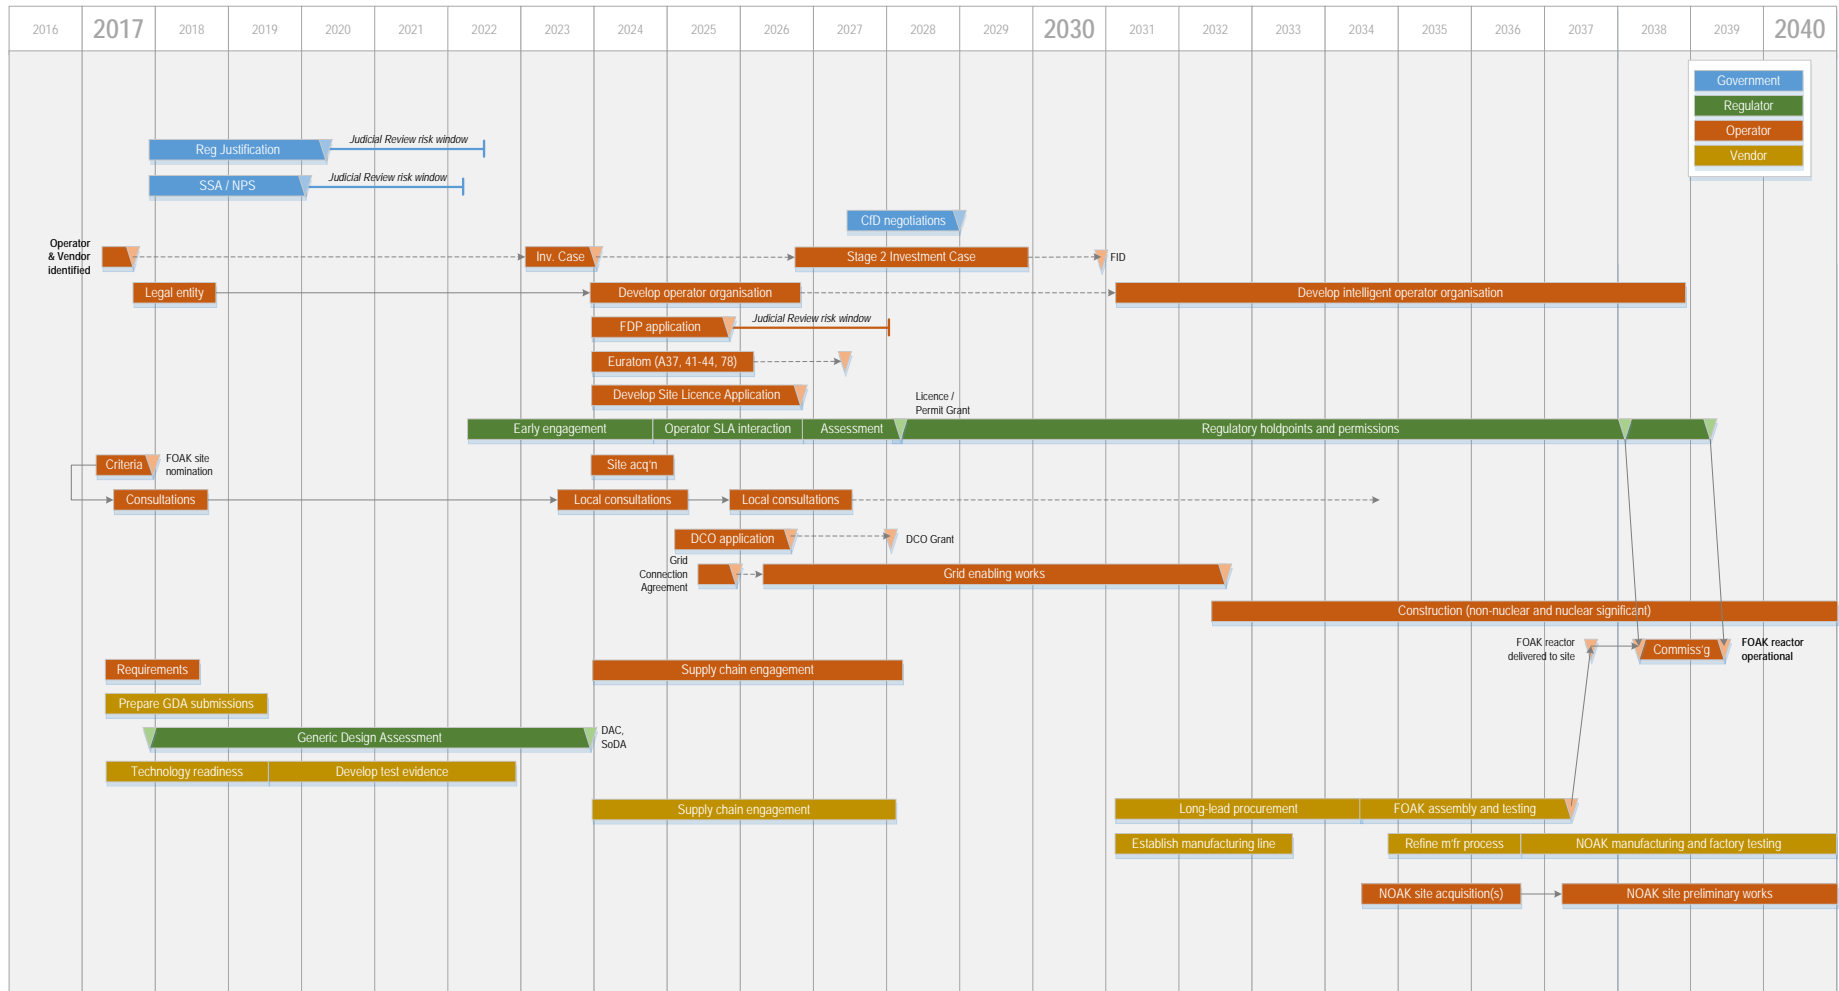 2016 2017 2018 2019 2020 2021 2022 2023 2024 2025 2026 2027 2028 2029 2030 2031 2032 2033 2034 2035 2036 2037 2038 2039 2040
Government
Regulator
Operator
Vendor
Reg Justification
Judicial Review risk window
SSA / NPS
Judicial Review risk window
CfD negotiations
Operator
& Vendor
identified
Inv. Case
Stage 2 Investment Case
FID
Legal entity
Develop operator organisation
Develop intelligent operator organisation
FDP application
Judicial Review risk window
Euratom (A37, 41-44, 78)
Develop Site Licence Application
Licence /
Permit Grant
Early engagement
Operator SLA interaction
Assessment
Regulatory holdpoints and permissions
Criteria
FOAK site
nomination
Site acq'n
Consultations
Local consultations
Local consultations
DCO application
DCO Grant
Grid
Connection
Agreement
Grid enabling works
Construction (non-nuclear and nuclear significant)
FOAK reactor
delivered to site
Commiss'g
FOAK reactor
operational
Requirements
Supply chain engagement
Prepare GDA submissions
Generic Design Assessment
DAC,
SoDA
Technology readiness
Develop test evidence
Supply chain engagement
Long-lead procurement
FOAK assembly and testing
Establish manufacturing line
Refine m'fr process
NOAK manufacturing and factory testing
NOAK site acquisition(s)
NOAK site preliminary works